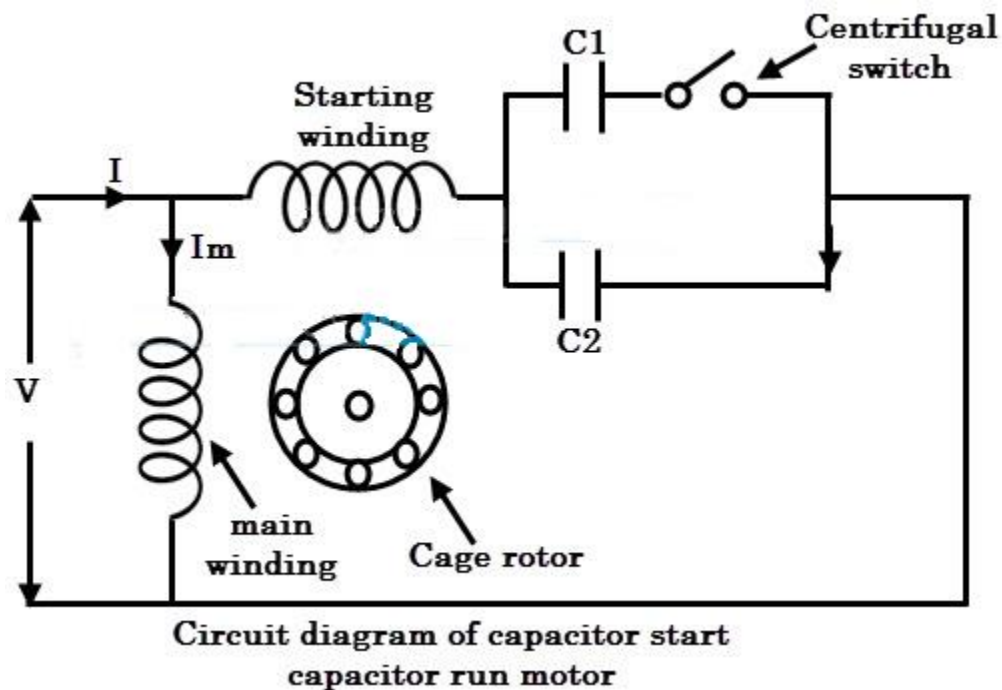 C1
Centrifugal
switch
Starting
winding
I
Im
C2
V
main
winding
Cage rotor
Circuit diagram of capacitor start
capacitor run motor